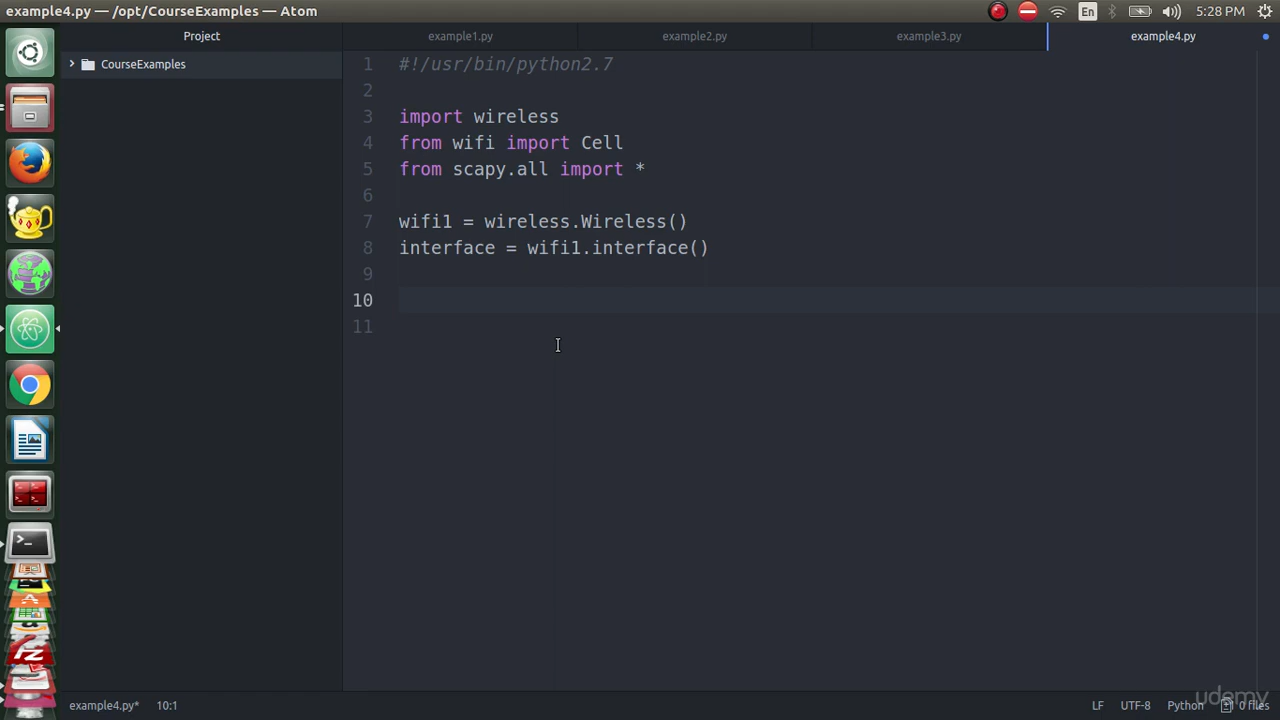 example4.py — /opt/CourseExamples — Atom
En
5:28 PM
Project
example1.py
example2.py
example3.py
example4.py
CourseExamples
1 #!/usr/bin/python2.7
2
3 import wireless
4 from wifi import Cell
5 from scapy.all import *
6
7 wifi1 = wireless.Wireless()
8 interface = wifi1.interface()
9
10
11
example4.py*
10:1
LF
UTF-8
Python
0 files
udemy